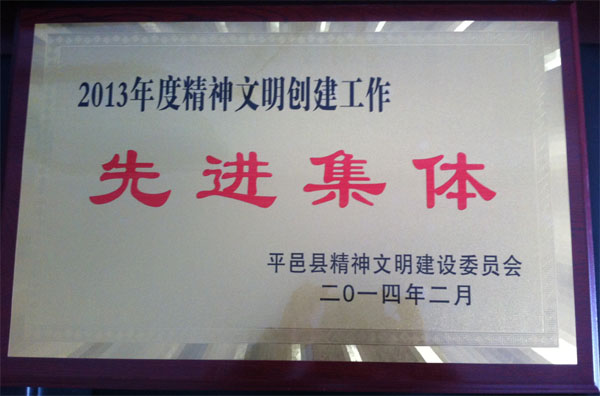 2013年度精神文明创建工作
先进集体
平邑县精神文明建设委员会
二0一四年二月